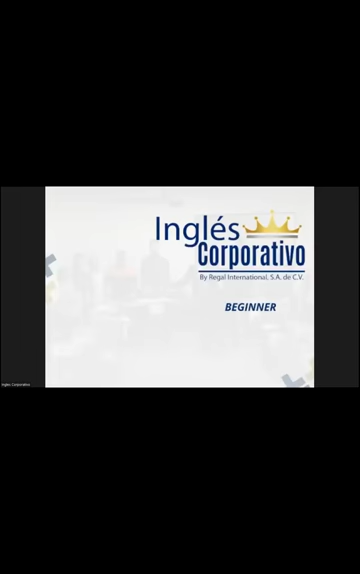 Inglés
Corporativo
By Regal International, S.A. de C.V.
BEGINNER
Ingles Corporativo